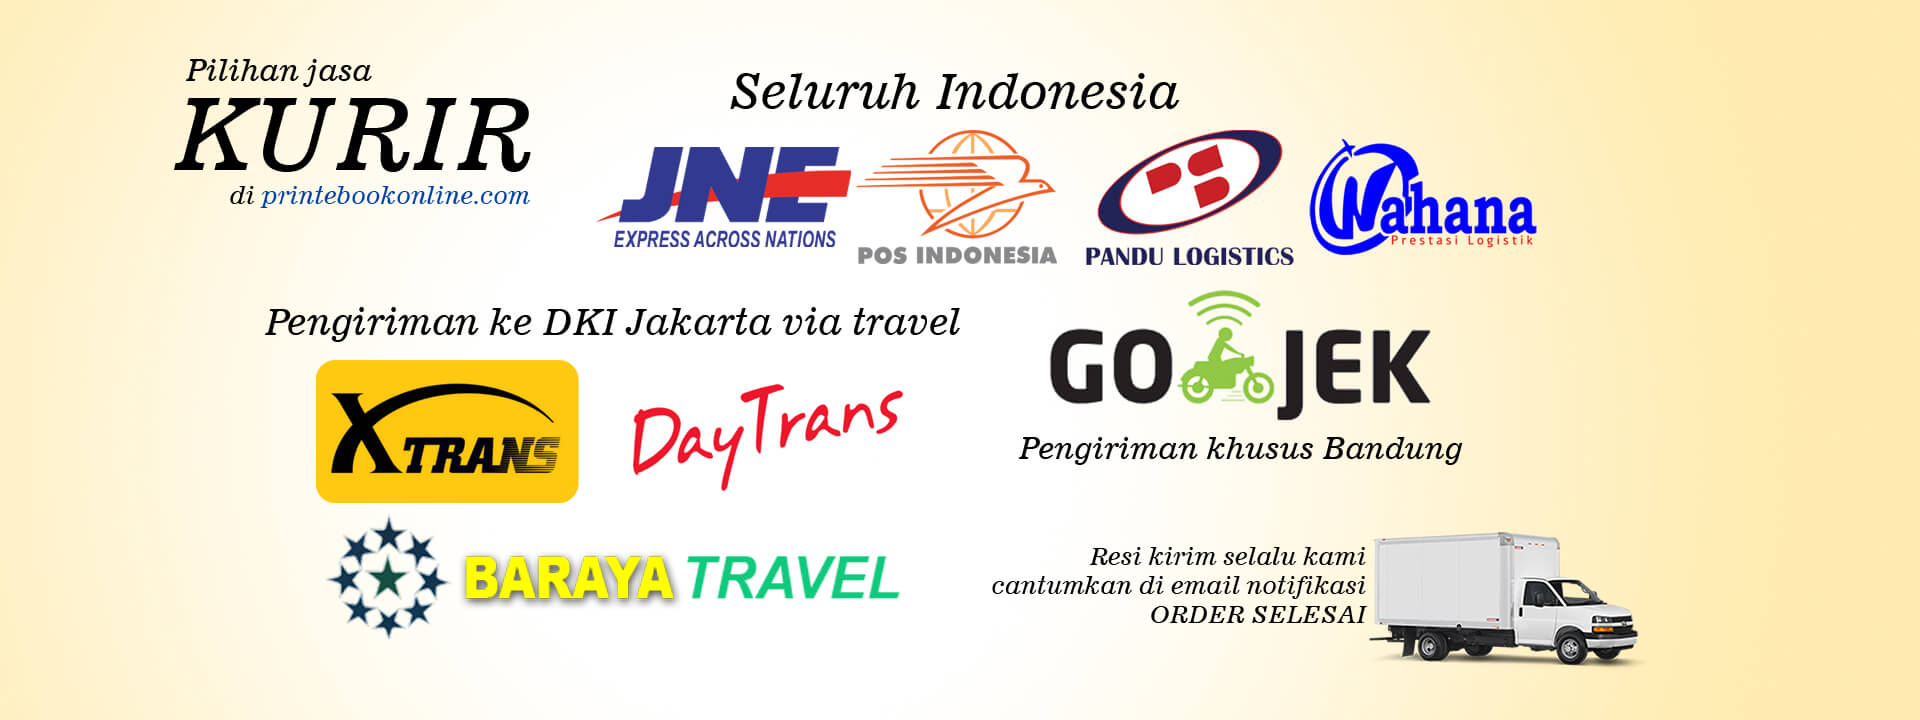 Pilihan jasa
KURIR
di printebookonline.com
Seluruh Indonesia
JNE
EXPRESS ACROSS NATIONS
POS INDONESIA
PS
PANDU LOGISTICS
Wahana
Prestasi Logistik
Pengiriman ke DKI Jakarta via travel
XTRANS
DayTrans
BARAYA TRAVEL
GO JEK
Pengiriman khusus Bandung
Resi kirim selalu kami
cantumkan di email notifikasi
ORDER SELESAI